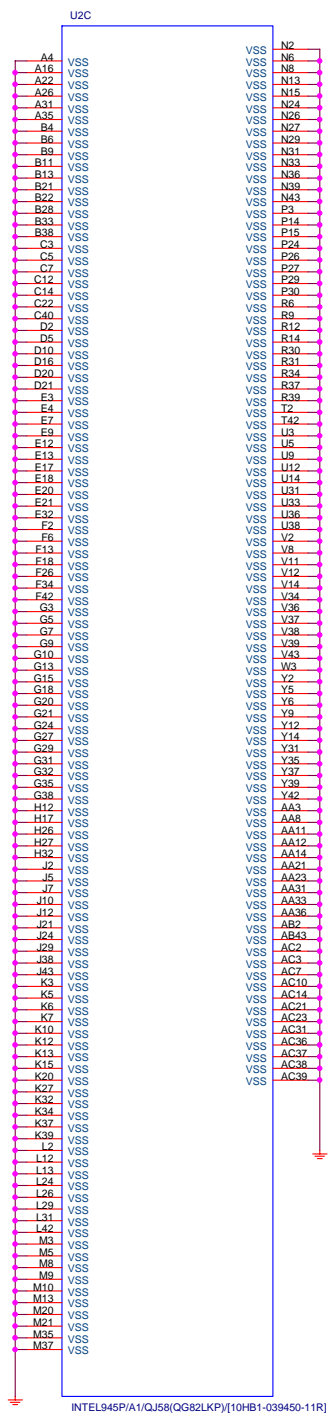 U2C
A4 VSS
A16 VSS
A22 VSS
A26 VSS
A31 VSS
A35 VSS
B4 VSS
B6 VSS
B9 VSS
B11 VSS
B13 VSS
B21 VSS
B22 VSS
B28 VSS
B33 VSS
B38 VSS
C3 VSS
C5 VSS
C7 VSS
C12 VSS
C14 VSS
C22 VSS
C40 VSS
D2 VSS
D5 VSS
D10 VSS
D16 VSS
D20 VSS
D21 VSS
E3 VSS
E4 VSS
E7 VSS
E9 VSS
E12 VSS
E13 VSS
E17 VSS
E18 VSS
E20 VSS
E21 VSS
E32 VSS
F2 VSS
F6 VSS
F13 VSS
F18 VSS
F26 VSS
F34 VSS
F42 VSS
G3 VSS
G5 VSS
G7 VSS
G9 VSS
G10 VSS
G13 VSS
G15 VSS
G18 VSS
G20 VSS
G21 VSS
G24 VSS
G27 VSS
G29 VSS
G31 VSS
G32 VSS
G35 VSS
G38 VSS
H12 VSS
H17 VSS
H26 VSS
H27 VSS
H32 VSS
J2 VSS
J5 VSS
J7 VSS
J10 VSS
J12 VSS
J21 VSS
J24 VSS
J29 VSS
J38 VSS
J43 VSS
K3 VSS
K5 VSS
K6 VSS
K7 VSS
K10 VSS
K12 VSS
K13 VSS
K15 VSS
K20 VSS
K27 VSS
K32 VSS
K34 VSS
K37 VSS
K39 VSS
L2 VSS
L12 VSS
L13 VSS
L24 VSS
L26 VSS
L29 VSS
L31 VSS
L42 VSS
M3 VSS
M5 VSS
M8 VSS
M9 VSS
M10 VSS
M13 VSS
M20 VSS
M21 VSS
M35 VSS
M37 VSS
VSS N2
VSS N6
VSS N8
VSS N13
VSS N15
VSS N24
VSS N26
VSS N27
VSS N29
VSS N31
VSS N33
VSS N36
VSS N39
VSS N43
VSS P3
VSS P14
VSS P15
VSS P24
VSS P26
VSS P27
VSS P29
VSS P30
VSS R6
VSS R9
VSS R12
VSS R14
VSS R30
VSS R31
VSS R34
VSS R37
VSS R39
VSS T2
VSS T42
VSS U3
VSS U5
VSS U9
VSS U12
VSS U14
VSS U31
VSS U33
VSS U36
VSS U38
VSS V2
VSS V8
VSS V11
VSS V12
VSS V14
VSS V34
VSS V36
VSS V37
VSS V38
VSS V39
VSS V43
VSS W3
VSS Y2
VSS Y5
VSS Y6
VSS Y9
VSS Y12
VSS Y14
VSS Y31
VSS Y35
VSS Y37
VSS Y39
VSS Y42
VSS AA3
VSS AA8
VSS AA11
VSS AA12
VSS AA14
VSS AA21
VSS AA23
VSS AA31
VSS AA33
VSS AA36
VSS AB2
VSS AB43
VSS AC2
VSS AC3
VSS AC7
VSS AC10
VSS AC14
VSS AC21
VSS AC23
VSS AC31
VSS AC36
VSS AC37
VSS AC38
VSS AC39
INTEL945P/A1/QJ58(QG82LKP)/[10HB1-039450-11R]